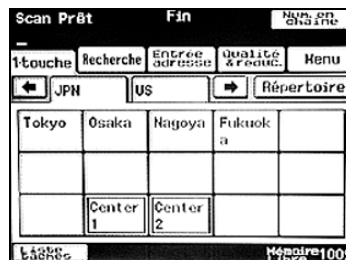 Scan Prêt Fin Num. en
chaîne
1-touche Recherche Entrée
adresse Qualité
& réduc. Menu
JPN US Répertoire
Tokyo Osaka Nagoya Fukuok
a
Center
1 Center
2
Liste
tâches Mémoire
libre 100%